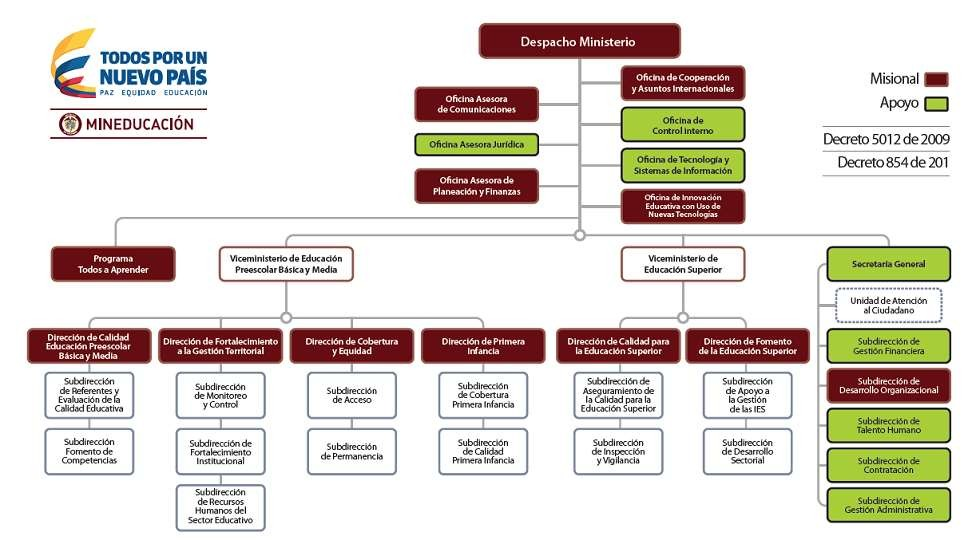 TODOS POR UN
NUEVO PAÍS
PAZ EQUIDAD EDUCACIÓN
MINEDUCACIÓN
Despacho Ministerio
Misional
Apoyo
Decreto 5012 de 2009
Decreto 854 de 201
Oficina Asesora
de Comunicaciones
Oficina Asesora Jurídica
Oficina Asesora de
Planeación y Finanzas
Oficina de Cooperación
y Asuntos Internacionales
Oficina de
Control interno
Oficina de Tecnología y
Sistemas de Información
Oficina de Innovación
Educativa con Uso de
Nuevas Tecnologías
Programa
Todos a Aprender
Viceministerio de Educación
Preescolar Básica y Media
Viceministerio de
Educación Superior
Secretaría General
Unidad de Atención
al Ciudadano
Subdirección de
Gestión Financiera
Subdirección de
Desarrollo Organizacional
Subdirección de
Talento Humano
Subdirección de
Contratación
Subdirección de
Gestión Administrativa
Dirección de Calidad
Educación Preescolar
Básica y Media
Subdirección
de Referentes y
Evaluación de la
Calidad Educativa
Subdirección
Fomento de
Competencias
Dirección de Fortalecimiento
a la Gestión Territorial
Subdirección
de Monitoreo
y Control
Subdirección de
Fortalecimiento
Institucional
Subdirección
de Recursos
Humanos del
Sector Educativo
Dirección de Cobertura
y Equidad
Subdirección
de Acceso
Subdirección
de Permanencia
Dirección de Primera
Infancia
Subdirección
de Cobertura
Primera Infancia
Subdirección
de Calidad
Primera Infancia
Dirección de Calidad para
la Educación Superior
Subdirección de
Aseguramiento de
la Calidad para la
Educación Superior
Subdirección
de Inspección
y Vigilancia
Dirección de Fomento
de la Educación Superior
Subdirección
de Apoyo a
la Gestión
de las IES
Subdirección
de Desarrollo
Sectorial